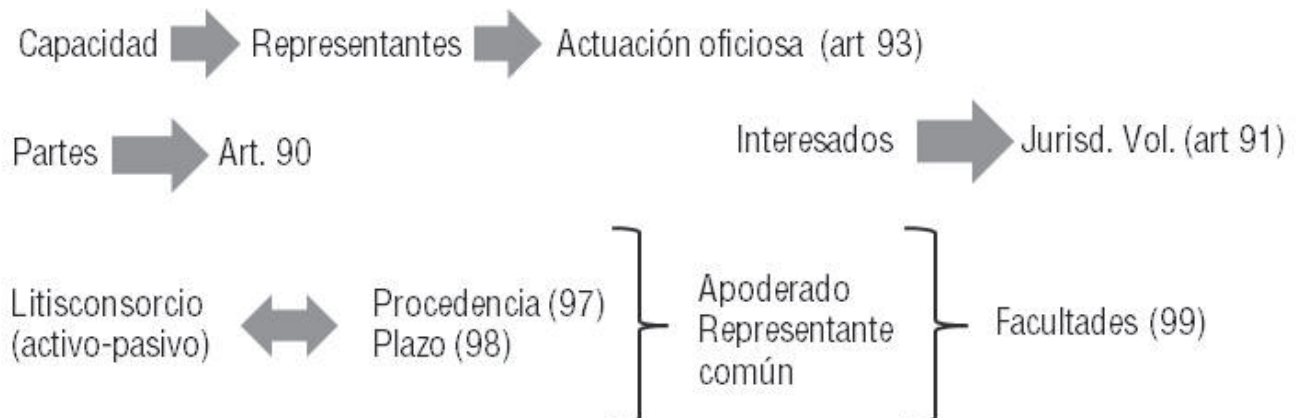 Capacidad Representantes Actuación oficiosa (art 93)
Partes Art. 90 Interesados Jurisd. Vol. (art 91)
Litisconsorcio
(activo-pasivo)
Procedencia (97)
Plazo (98)
Apoderado
Representante
común
Facultades (99)